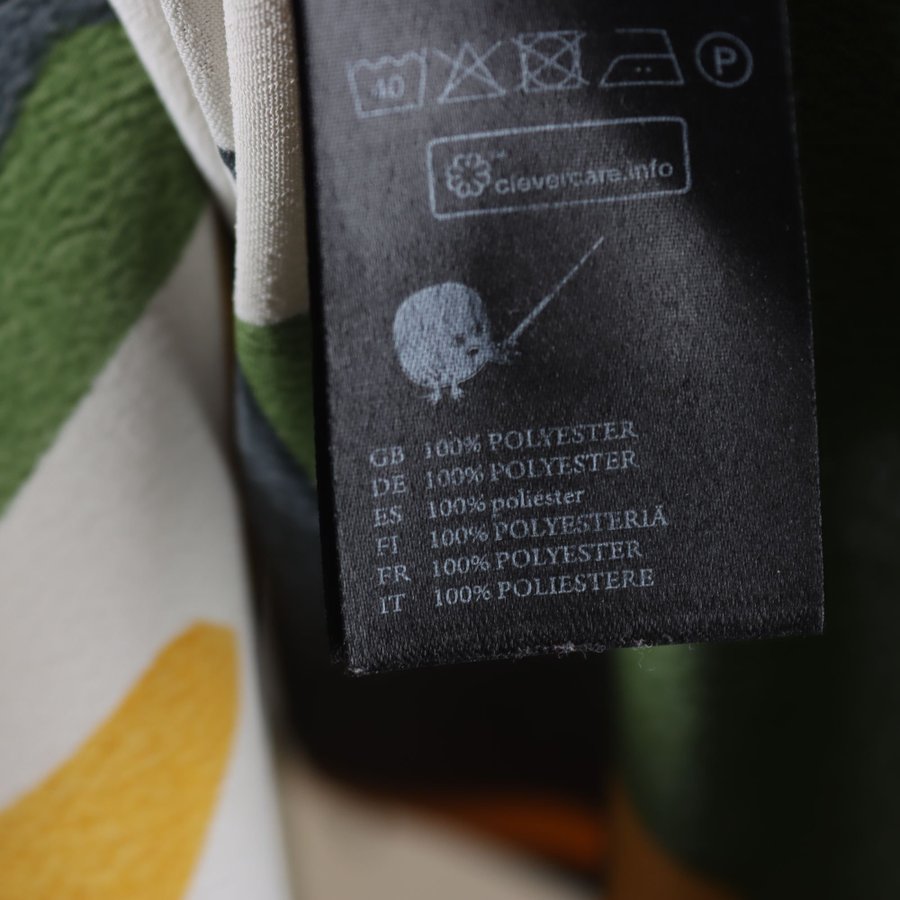 40 P
clevercare.info
GB 100% POLYESTER
DE 100% POLYESTER
ES 100% poliéster
FI 100% POLYESTERIÄ
FR 100% POLYESTER
IT 100% POLIESTERE